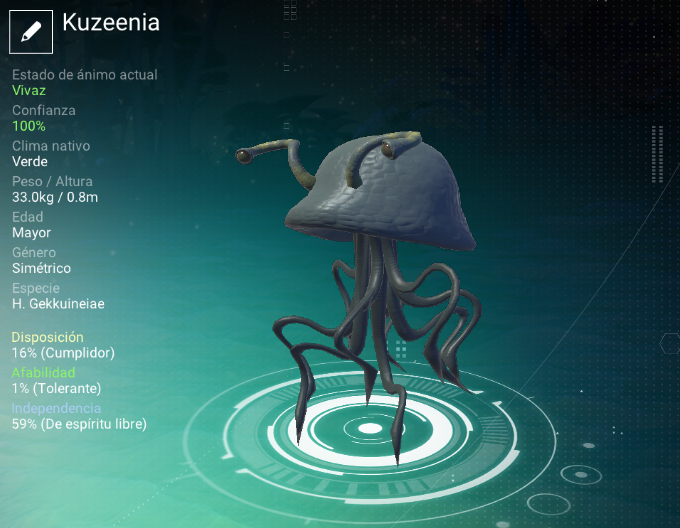 Kuzeenia
Estado de ánimo actual
Vivaz
Confianza
100%
Clima nativo
Verde
Peso / Altura
33.0kg / 0.8m
Edad
Mayor
Género
Simétrico
Especie
H. Gekkuineiae
Disposición
16% (Cumplidor)
Afabilidad
1% (Tolerante)
Independencia
59% (De espíritu libre)